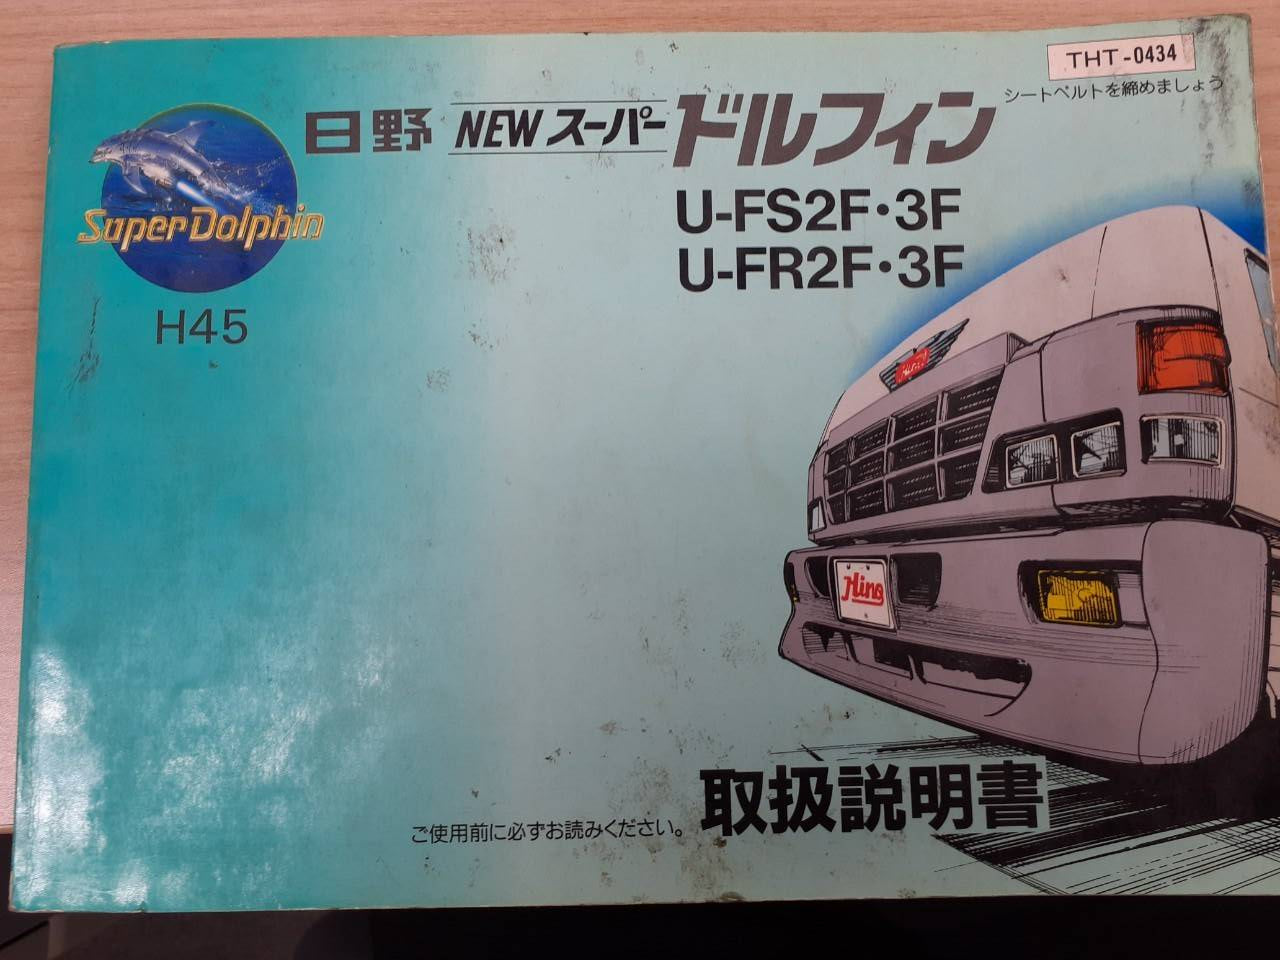 THT-0434
シートベルトを締めましょう
日野 NEWスーパードルフィン
Super Dolphin
H45
U-FS2F・3F
U-FR2F・3F
Hino
Hino
ご使用前に必ずお読みください。
取扱説明書